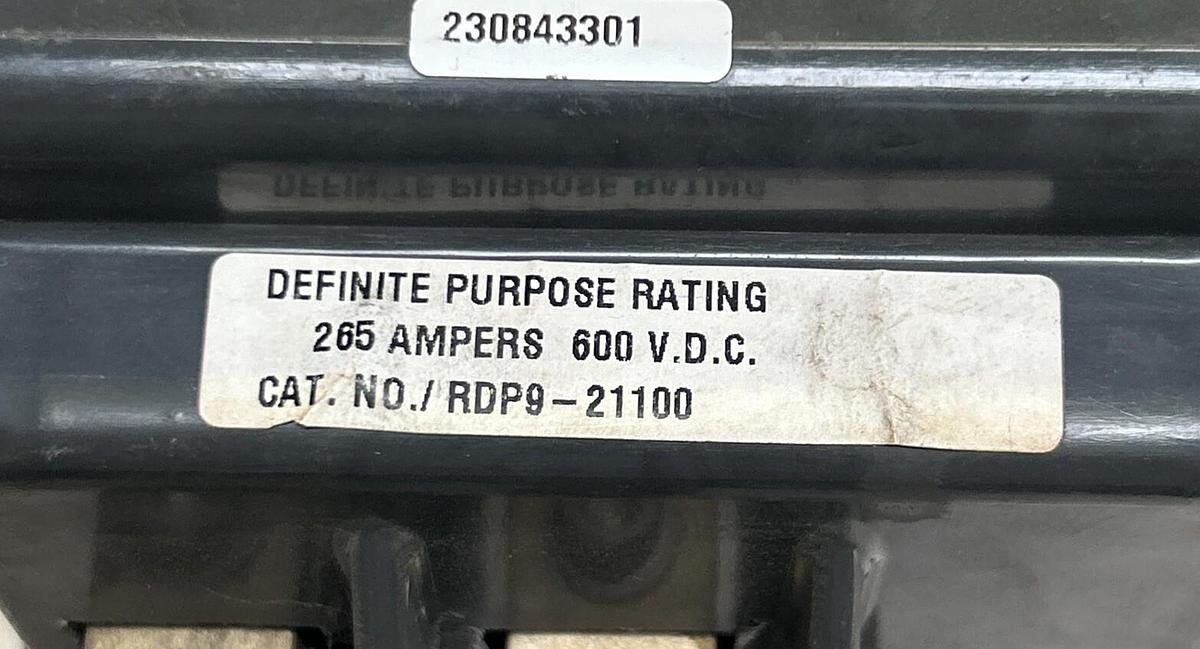 230843301
DEFINITE PURPOSE RATING
265 AMPERS 600 V.D.C.
CAT. NO./ RDP9-21100